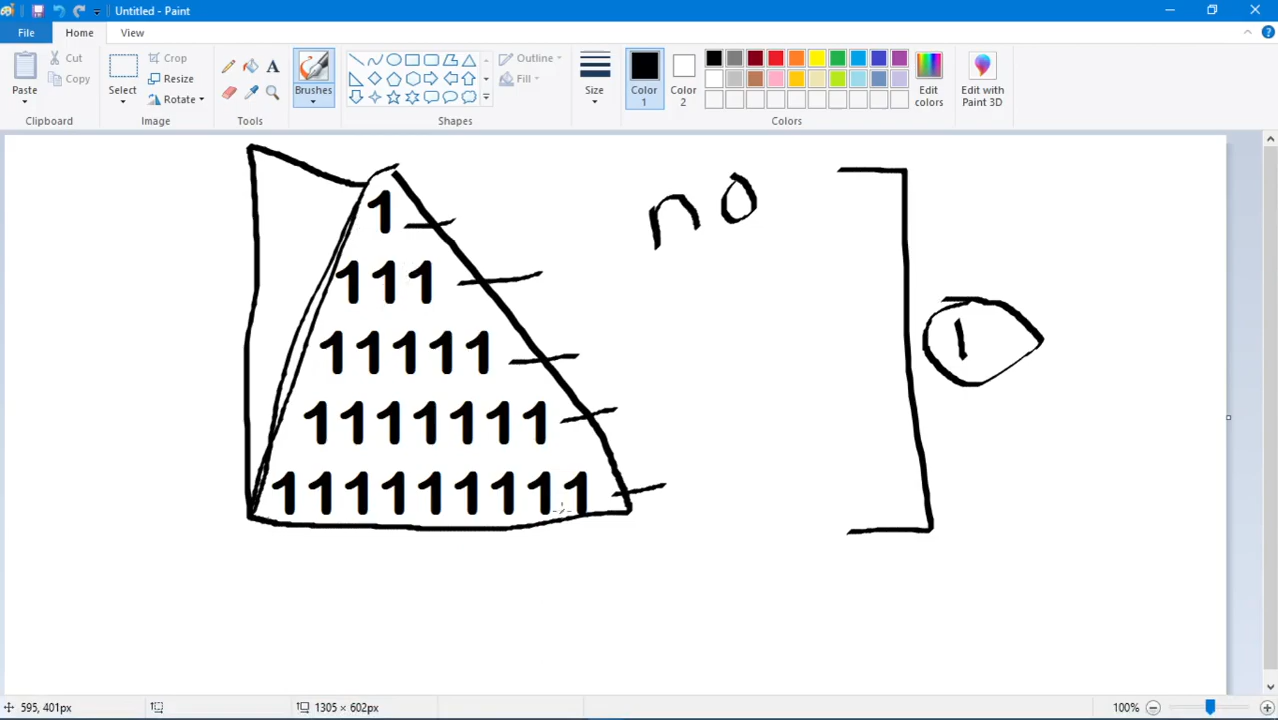 Untitled - Paint
File Home View
Paste
Cut
Copy
Clipboard
Select
Crop
Resize
Rotate
Image
A
Tools
Brushes
Shapes
Outline
Fill
Size
Color 1
Color 2
Edit colors
Edit with Paint 3D
Colors
1
111
11111
1111111
111111111
no
1
595, 401px
1305 × 602px
100%